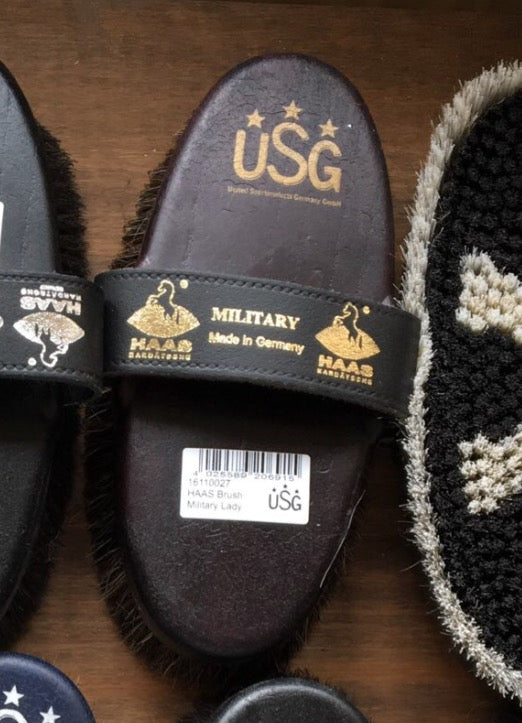 USG
United Sportproducts Germany GmbH
HAAS
MILITARY
Made in Germany
HAAS
HAAS
4 025589 206915
16110027
HAAS Brush
Military Lady
USG